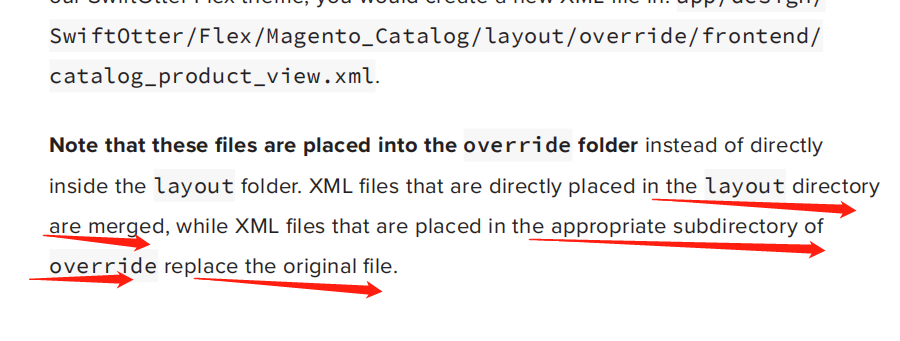 our SwiftOtter Flex theme, you would create a new XML file in: app/design/
SwiftOtter/Flex/Magento_Catalog/layout/override/frontend/
catalog_product_view.xml.
Note that these files are placed into the override folder instead of directly
inside the layout folder. XML files that are directly placed in the layout directory
are merged, while XML files that are placed in the appropriate subdirectory of
override replace the original file.